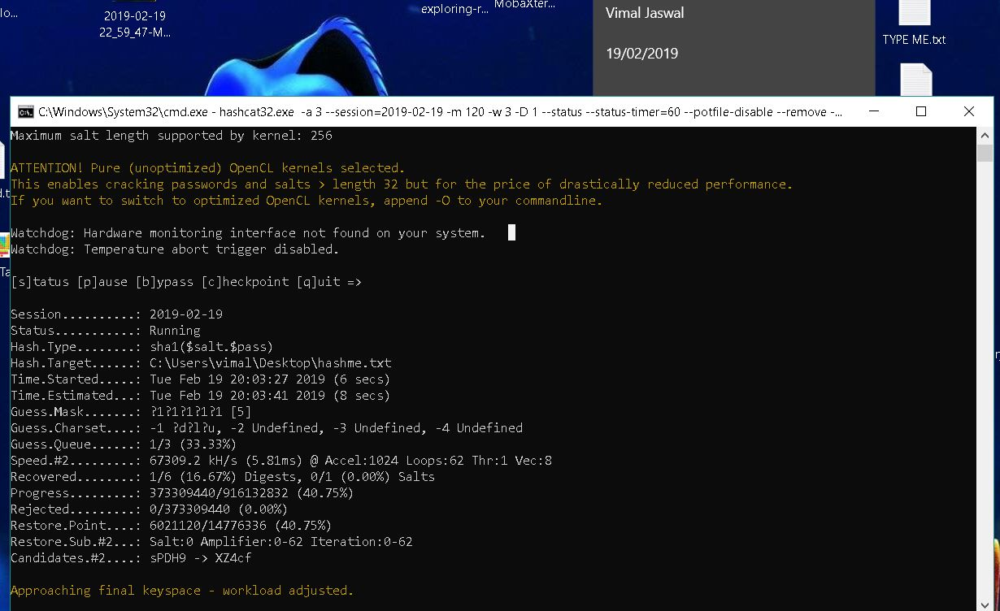 lo...
2019-02-19
22_59_47-M...
exploring-r...
MobaXter...
Vimal Jaswal
19/02/2019
TYPE ME.txt
C:\Windows\System32\cmd.exe - hashcat32.exe  -a 3 --session=2019-02-19 -m 120 -w 3 -D 1 --status --status-timer=60 --potfile-disable --remove -...
Maximum salt length supported by kernel: 256
ATTENTION! Pure (unoptimized) OpenCL kernels selected.
This enables cracking passwords and salts > length 32 but for the price of drastically reduced performance.
If you want to switch to optimized OpenCL kernels, append -O to your commandline.
Watchdog: Hardware monitoring interface not found on your system.
Watchdog: Temperature abort trigger disabled.
[s]tatus [p]ause [b]ypass [c]heckpoint [q]uit =>
Session..........: 2019-02-19
Status...........: Running
Hash.Type........: sha1($salt.$pass)
Hash.Target......: C:\Users\vimal\Desktop\hashme.txt
Time.Started.....: Tue Feb 19 20:03:27 2019 (6 secs)
Time.Estimated...: Tue Feb 19 20:03:41 2019 (8 secs)
Guess.Mask.......: ?1?1?1?1?1 [5]
Guess.Charset....: -1 ?d?l?u, -2 Undefined, -3 Undefined, -4 Undefined
Guess.Queue......: 1/3 (33.33%)
Speed.#2.........: 67309.2 kH/s (5.81ms) @ Accel:1024 Loops:62 Thr:1 Vec:8
Recovered........: 1/6 (16.67%) Digests, 0/1 (0.00%) Salts
Progress.........: 373309440/916132832 (40.75%)
Rejected.........: 0/373309440 (0.00%)
Restore.Point....: 6021120/14776336 (40.75%)
Restore.Sub.#2...: Salt:0 Amplifier:0-62 Iteration:0-62
Candidates.#2....: sPDH9 -> XZ4cf
Approaching final keyspace - workload adjusted.